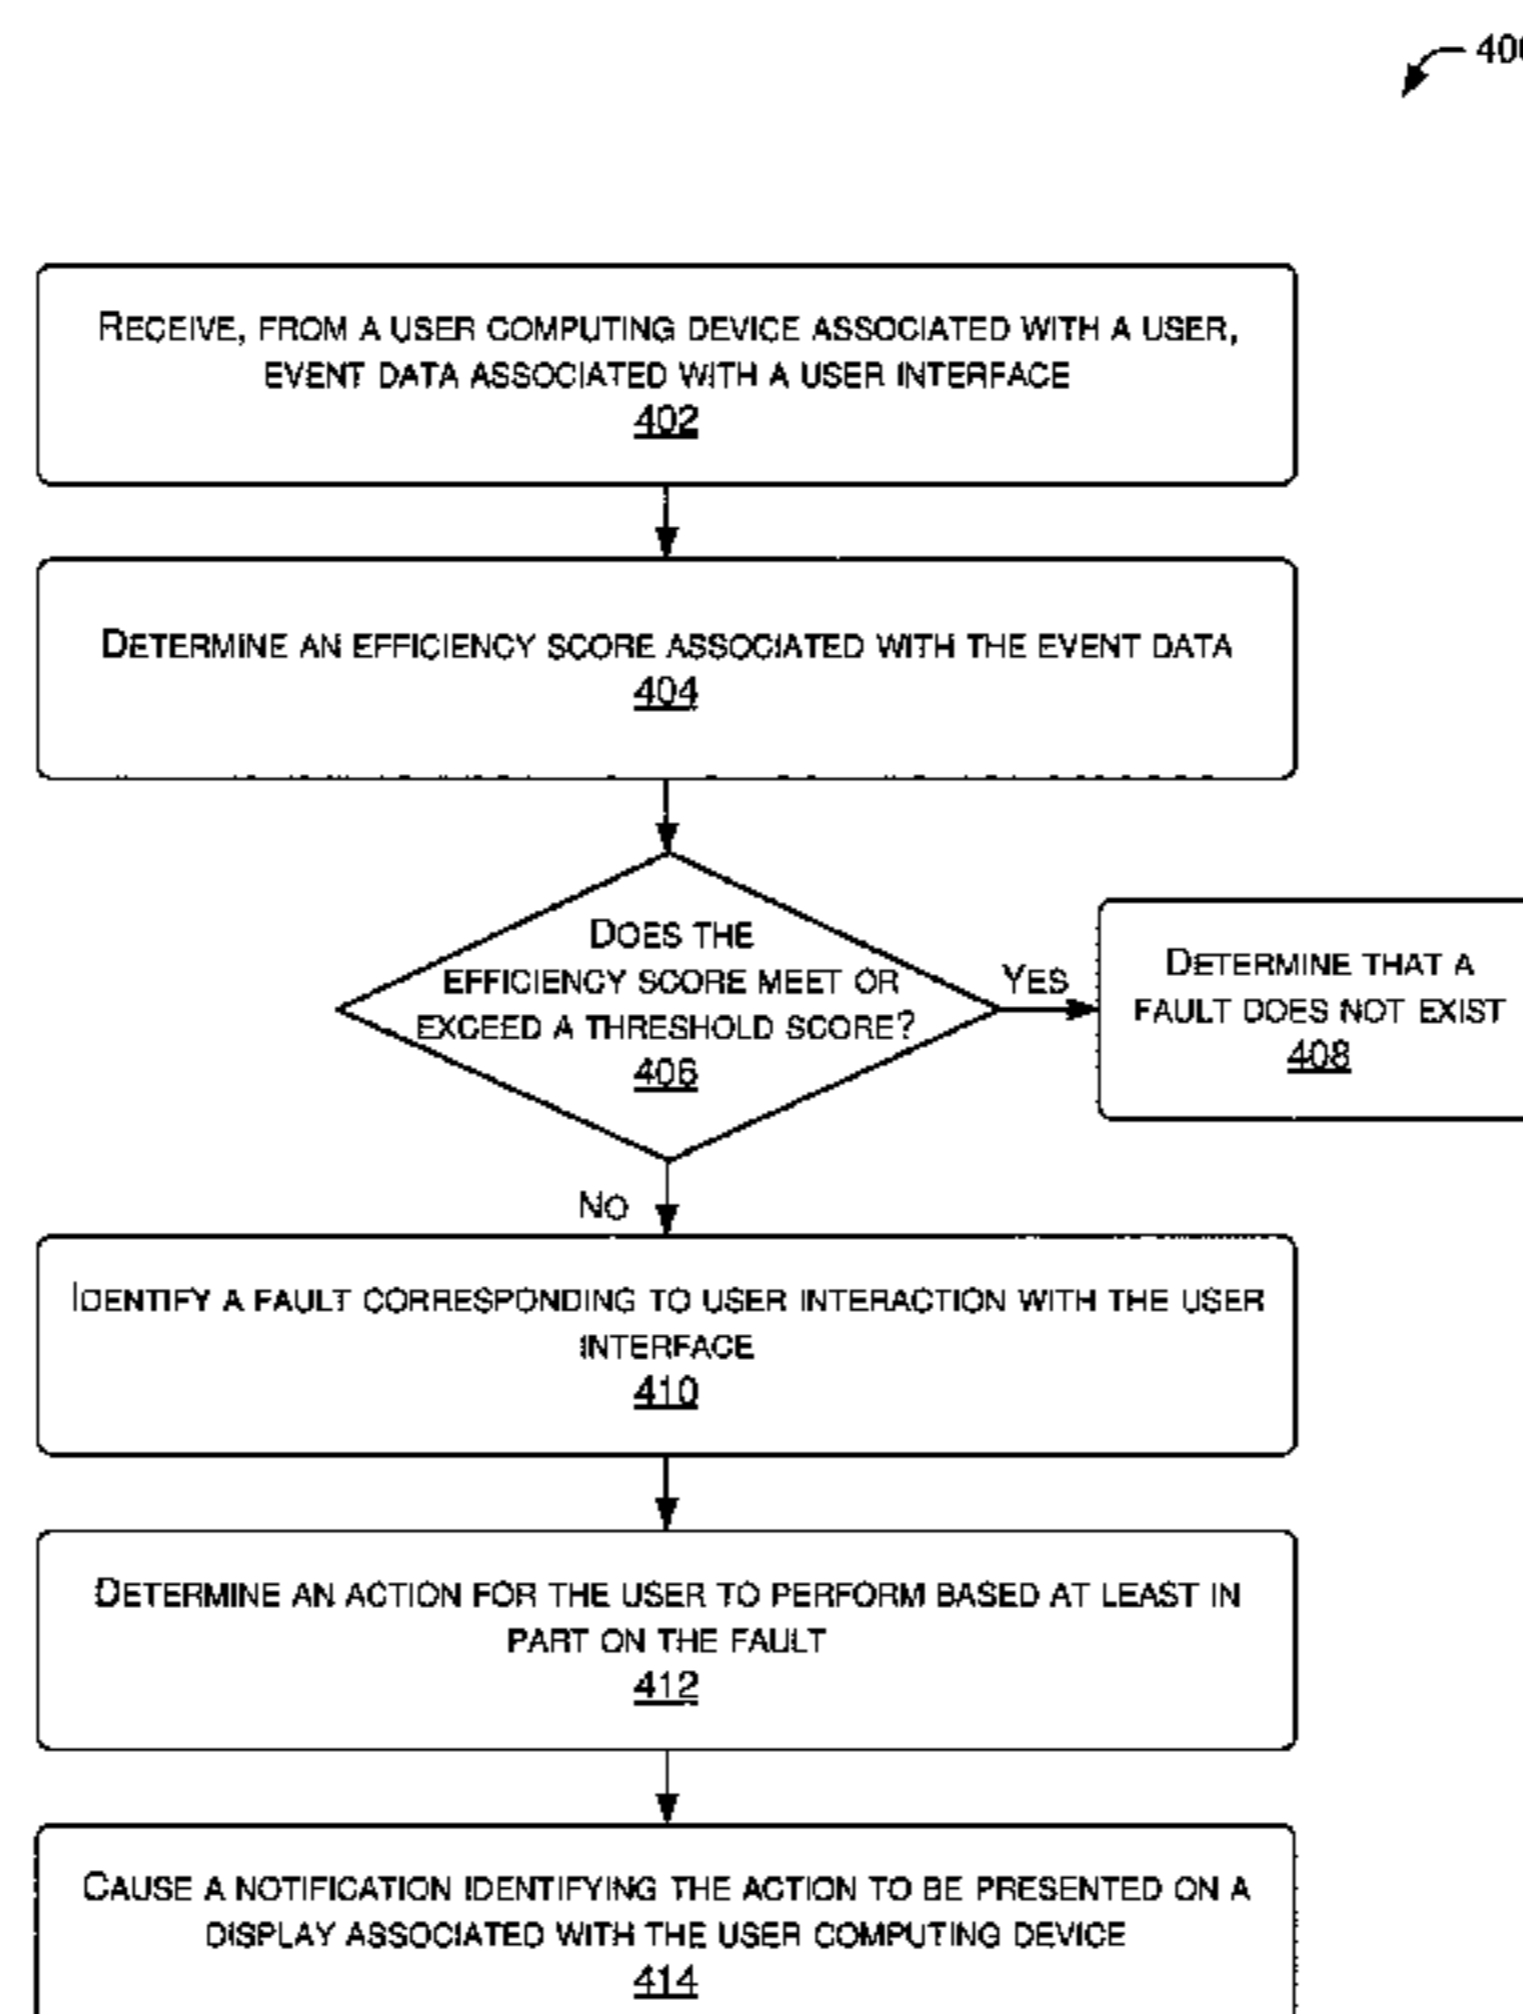 400
RECEIVE, FROM A USER COMPUTING DEVICE ASSOCIATED WITH A USER,
EVENT DATA ASSOCIATED WITH A USER INTERFACE
402
DETERMINE AN EFFICIENCY SCORE ASSOCIATED WITH THE EVENT DATA
404
DOES THE
EFFICIENCY SCORE MEET OR
EXCEED A THRESHOLD SCORE?
406
YES
DETERMINE THAT A
FAULT DOES NOT EXIST
408
NO
IDENTIFY A FAULT CORRESPONDING TO USER INTERACTION WITH THE USER
INTERFACE
410
DETERMINE AN ACTION FOR THE USER TO PERFORM BASED AT LEAST IN
PART ON THE FAULT
412
CAUSE A NOTIFICATION IDENTIFYING THE ACTION TO BE PRESENTED ON A
DISPLAY ASSOCIATED WITH THE USER COMPUTING DEVICE
414